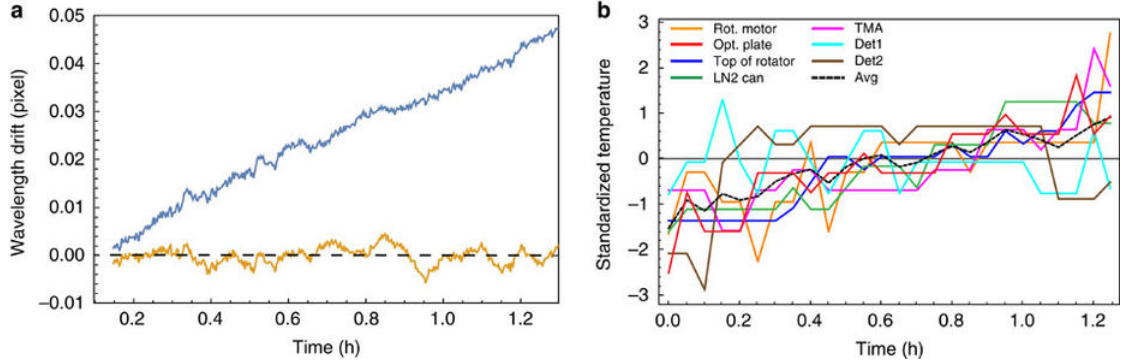 a
Wavelength drift (pixel)
0.05
0.04
0.03
0.02
0.01
0.00
–0.01
0.2 0.4 0.6 0.8 1.0 1.2
Time (h)
b
Standardized temperature
3
2
1
0
–1
–2
–3
Rot. motor
Opt. plate
Top of rotator
LN2 can
TMA
Det1
Det2
Avg
0.0 0.2 0.4 0.6 0.8 1.0 1.2
Time (h)